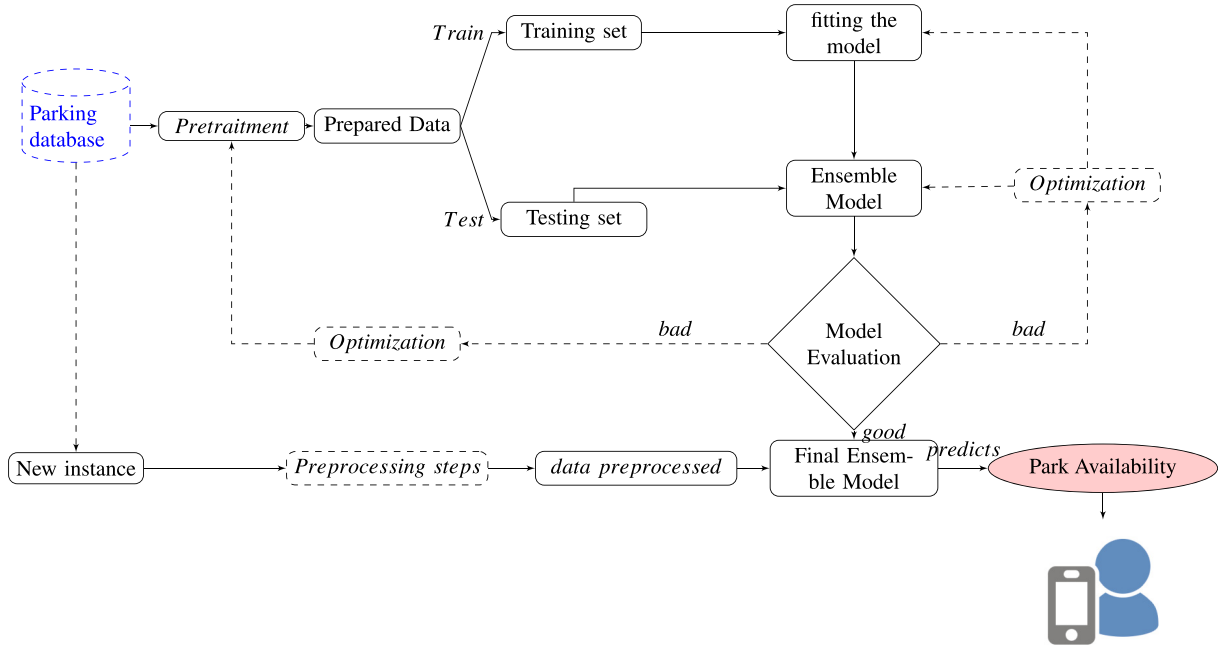 Train
Training set
fitting the
model
Parking
database
Pretraitment
Prepared Data
Ensemble
Model
Optimization
Test
Testing set
Model
Evaluation
bad
bad
Optimization
good
predicts
New instance
Preprocessing steps
data preprocessed
Final Ensem-
ble Model
Park Availability